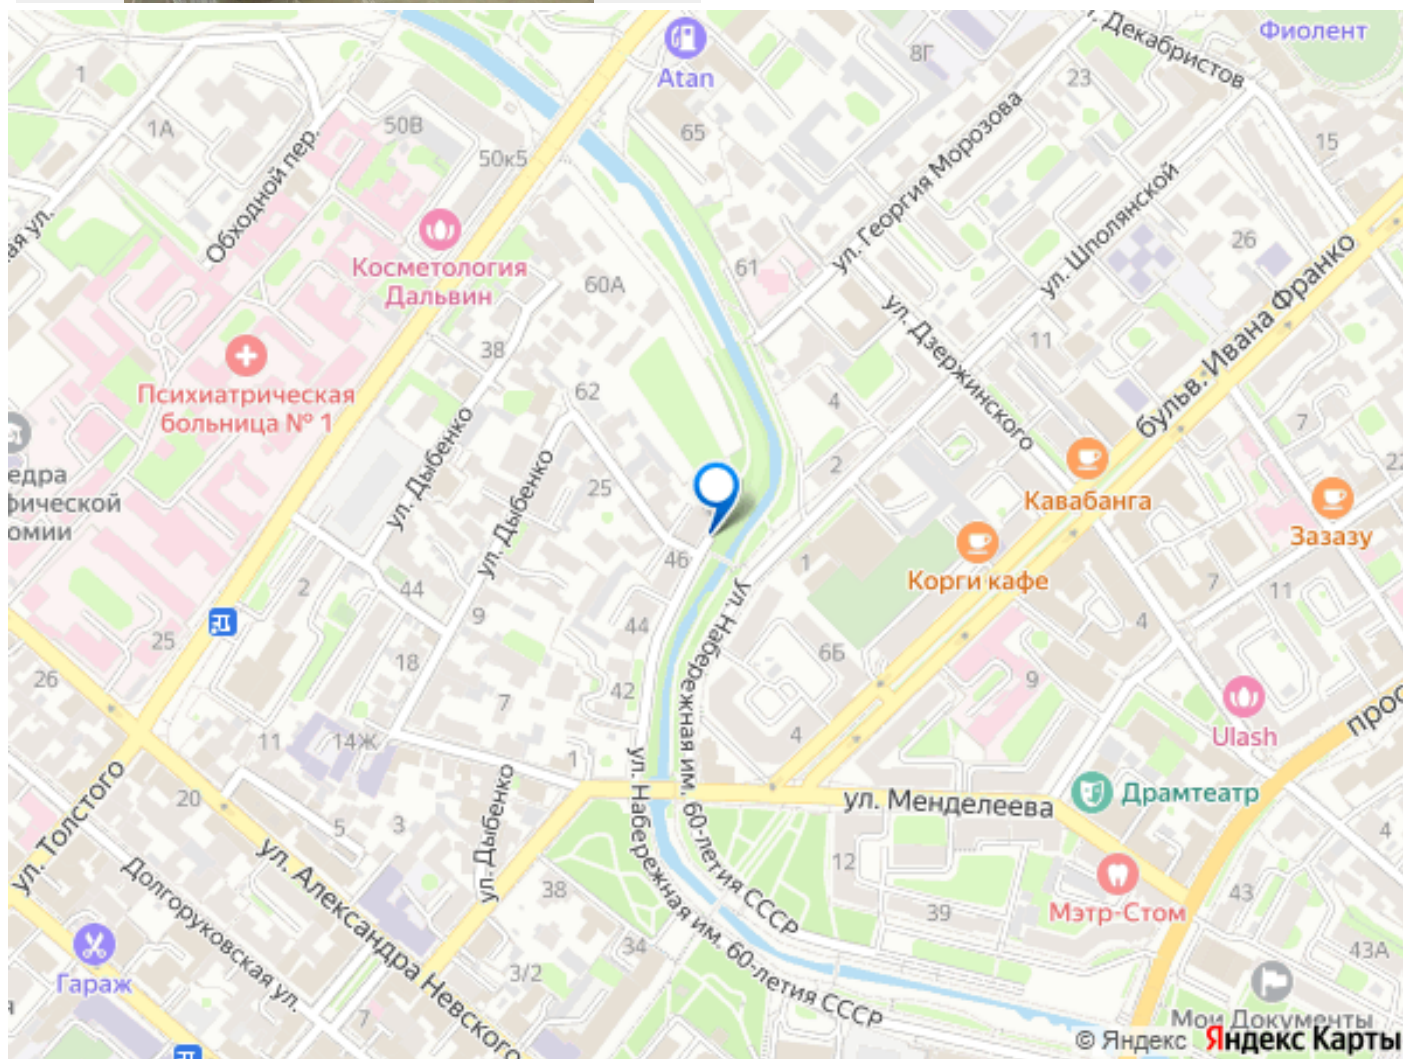 Фиолент
Декабристов
Atan
8Г
23
1
1А
50В
65
15
50к5
ул. Георгия Морозова
Обходной пер.
ул. Шполянской
ая ул.
26
Косметология
Дальвин
61
60А
бульв. Ивана Франко
ул. Дзержинского
11
38
Психиатрическая
больница № 1
62
4
7
ул. Дыбенко
едра
фической
омии
2
Кавабанга
22
25
ул. Дыбенко
Зазазу
46
1
Корги кафе
2
44
7
11
9
44
4
ул. Набережная им. 60-летия СССР
25
6Б
18
26
42
9
7
Ulash
прос
11
14Ж
4
1
ул. Дыбенко
ул. Набережная им. 60-летия СССР
ул. Менделеева
Драмтеатр
20
ул. Толстого
5
3
4
12
ул. Александра Невского
38
43
Мэтр-Стом
Долгоруковская ул.
39
Гараж
34
43А
3/2
7
Мои Документы
© Яндекс Яндекс Карты